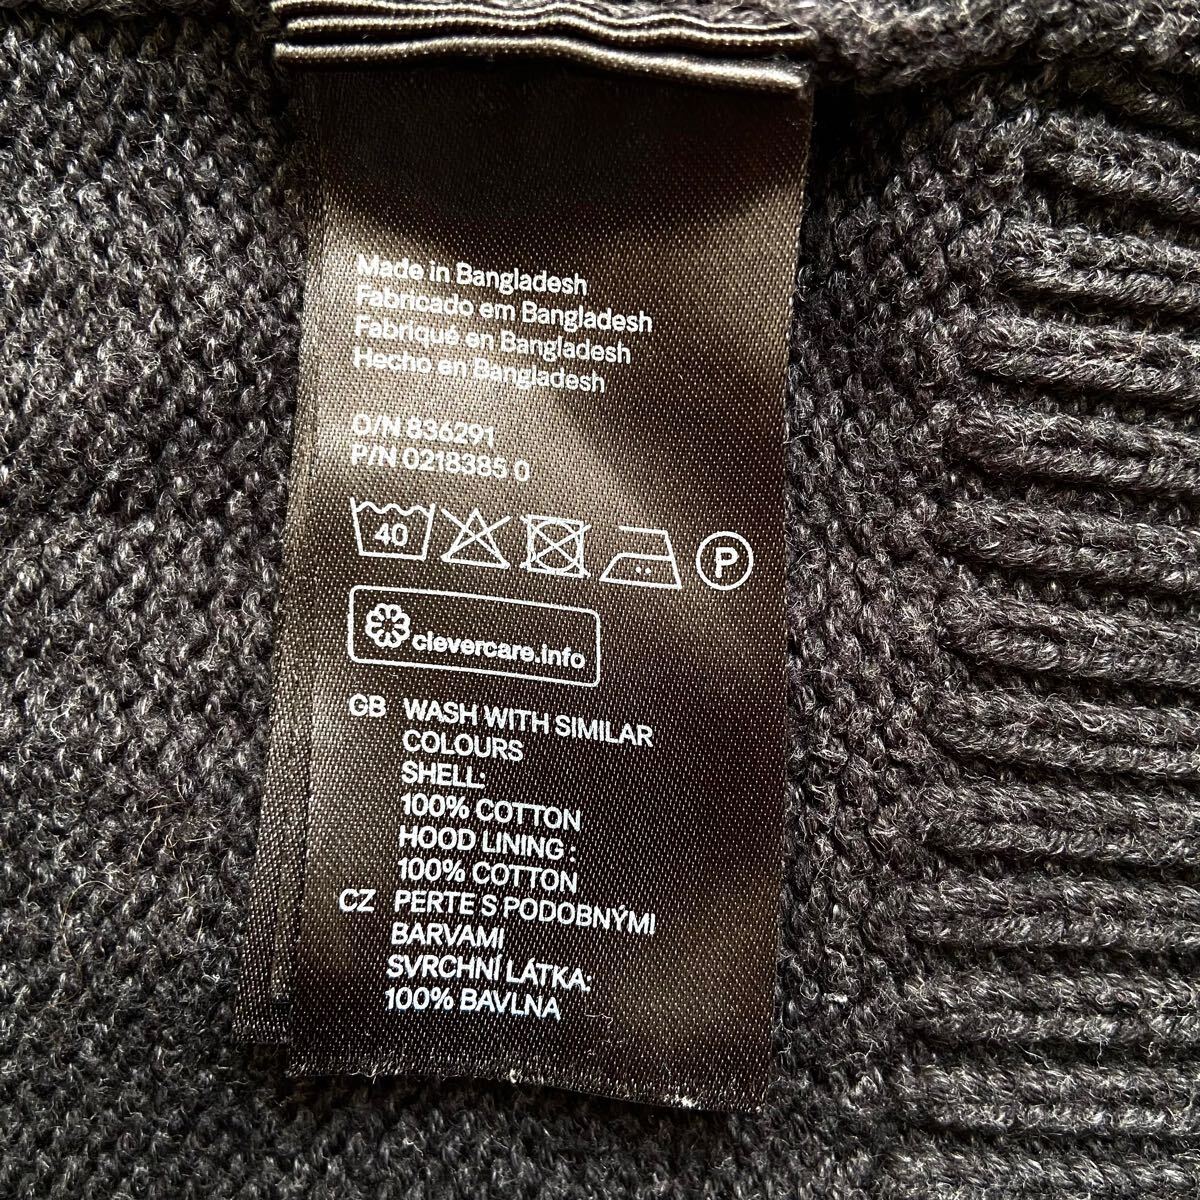 Made in Bangladesh
Fabricado em Bangladesh
Fabriqué en Bangladesh
Hecho en Bangladesh
O/N 836291
P/N 0218385 0
40 P
clevercare.info
GB WASH WITH SIMILAR
COLOURS
SHELL:
100% COTTON
HOOD LINING :
100% COTTON
CZ PERTE S PODOBNÝMI
BARVAMI
SVRCHNÍ LÁTKA:
100% BAVLNA